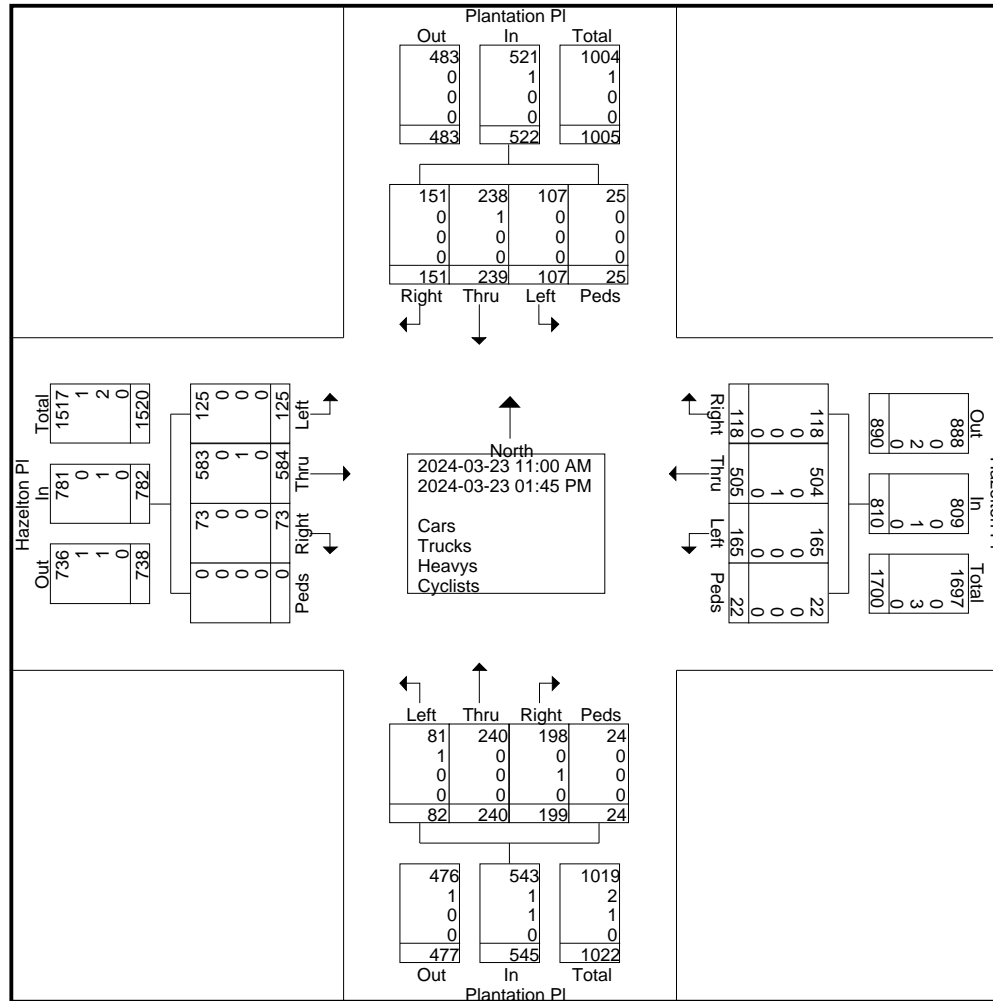 Plantation Pl
Out In Total
483 521 1004
0 1 1
0 0 0
0 0 0
483 522 1005
151 238 107 25
0 1 0 0
0 0 0 0
0 0 0 0
151 239 107 25
Right Thru Left Peds
Hazelton Pl
Total
1517 1 2 0 1520
In
781 0 1 0 782
Out
736 1 1 0 738
125 0 0 0 125 Left
583 0 1 0 584 Thru
73 0 0 0 73 Right
0 0 0 0 0 Peds
North
2024-03-23 11:00 AM
2024-03-23 01:45 PM
Cars
Trucks
Heavys
Cyclists
Right 118 0 0 0 118
Thru 505 0 1 0 504
Left 165 0 0 0 165
Peds 22 0 0 0 22
Out
890 0 2 0 888
In
810 0 1 0 809
Total
1700 0 3 0 1697
Left Thru Right Peds
81 240 198 24
1 0 0 0
0 0 1 0
0 0 0 0
82 240 199 24
476 543 1019
1 1 2
0 1 1
0 0 0
477 545 1022
Out In Total
Plantation Pl